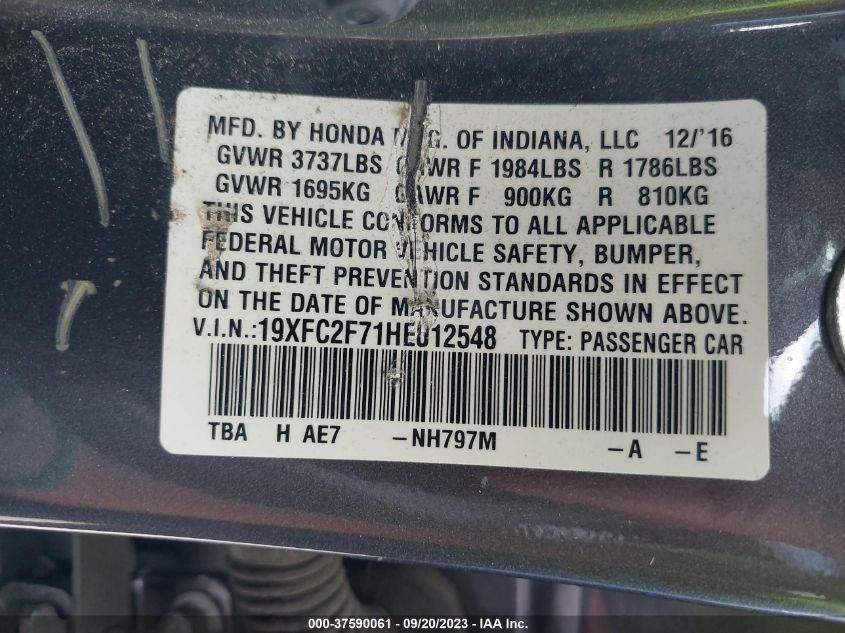 MFD. BY HONDA MFG. OF INDIANA, LLC 12/'16
GVWR 3737LBS GAWR F 1984LBS R 1786LBS
GVWR 1695KG GAWR F 900KG R 810KG
THIS VEHICLE CONFORMS TO ALL APPLICABLE
FEDERAL MOTOR VEHICLE SAFETY, BUMPER,
AND THEFT PREVENTION STANDARDS IN EFFECT
ON THE DATE OF MANUFACTURE SHOWN ABOVE.
V.I.N.:19XFC2F71HE012548 TYPE: PASSENGER CAR
TBA H AE7 -NH797M -A -E
000-37590061 - 09/20/2023 - IAA Inc.